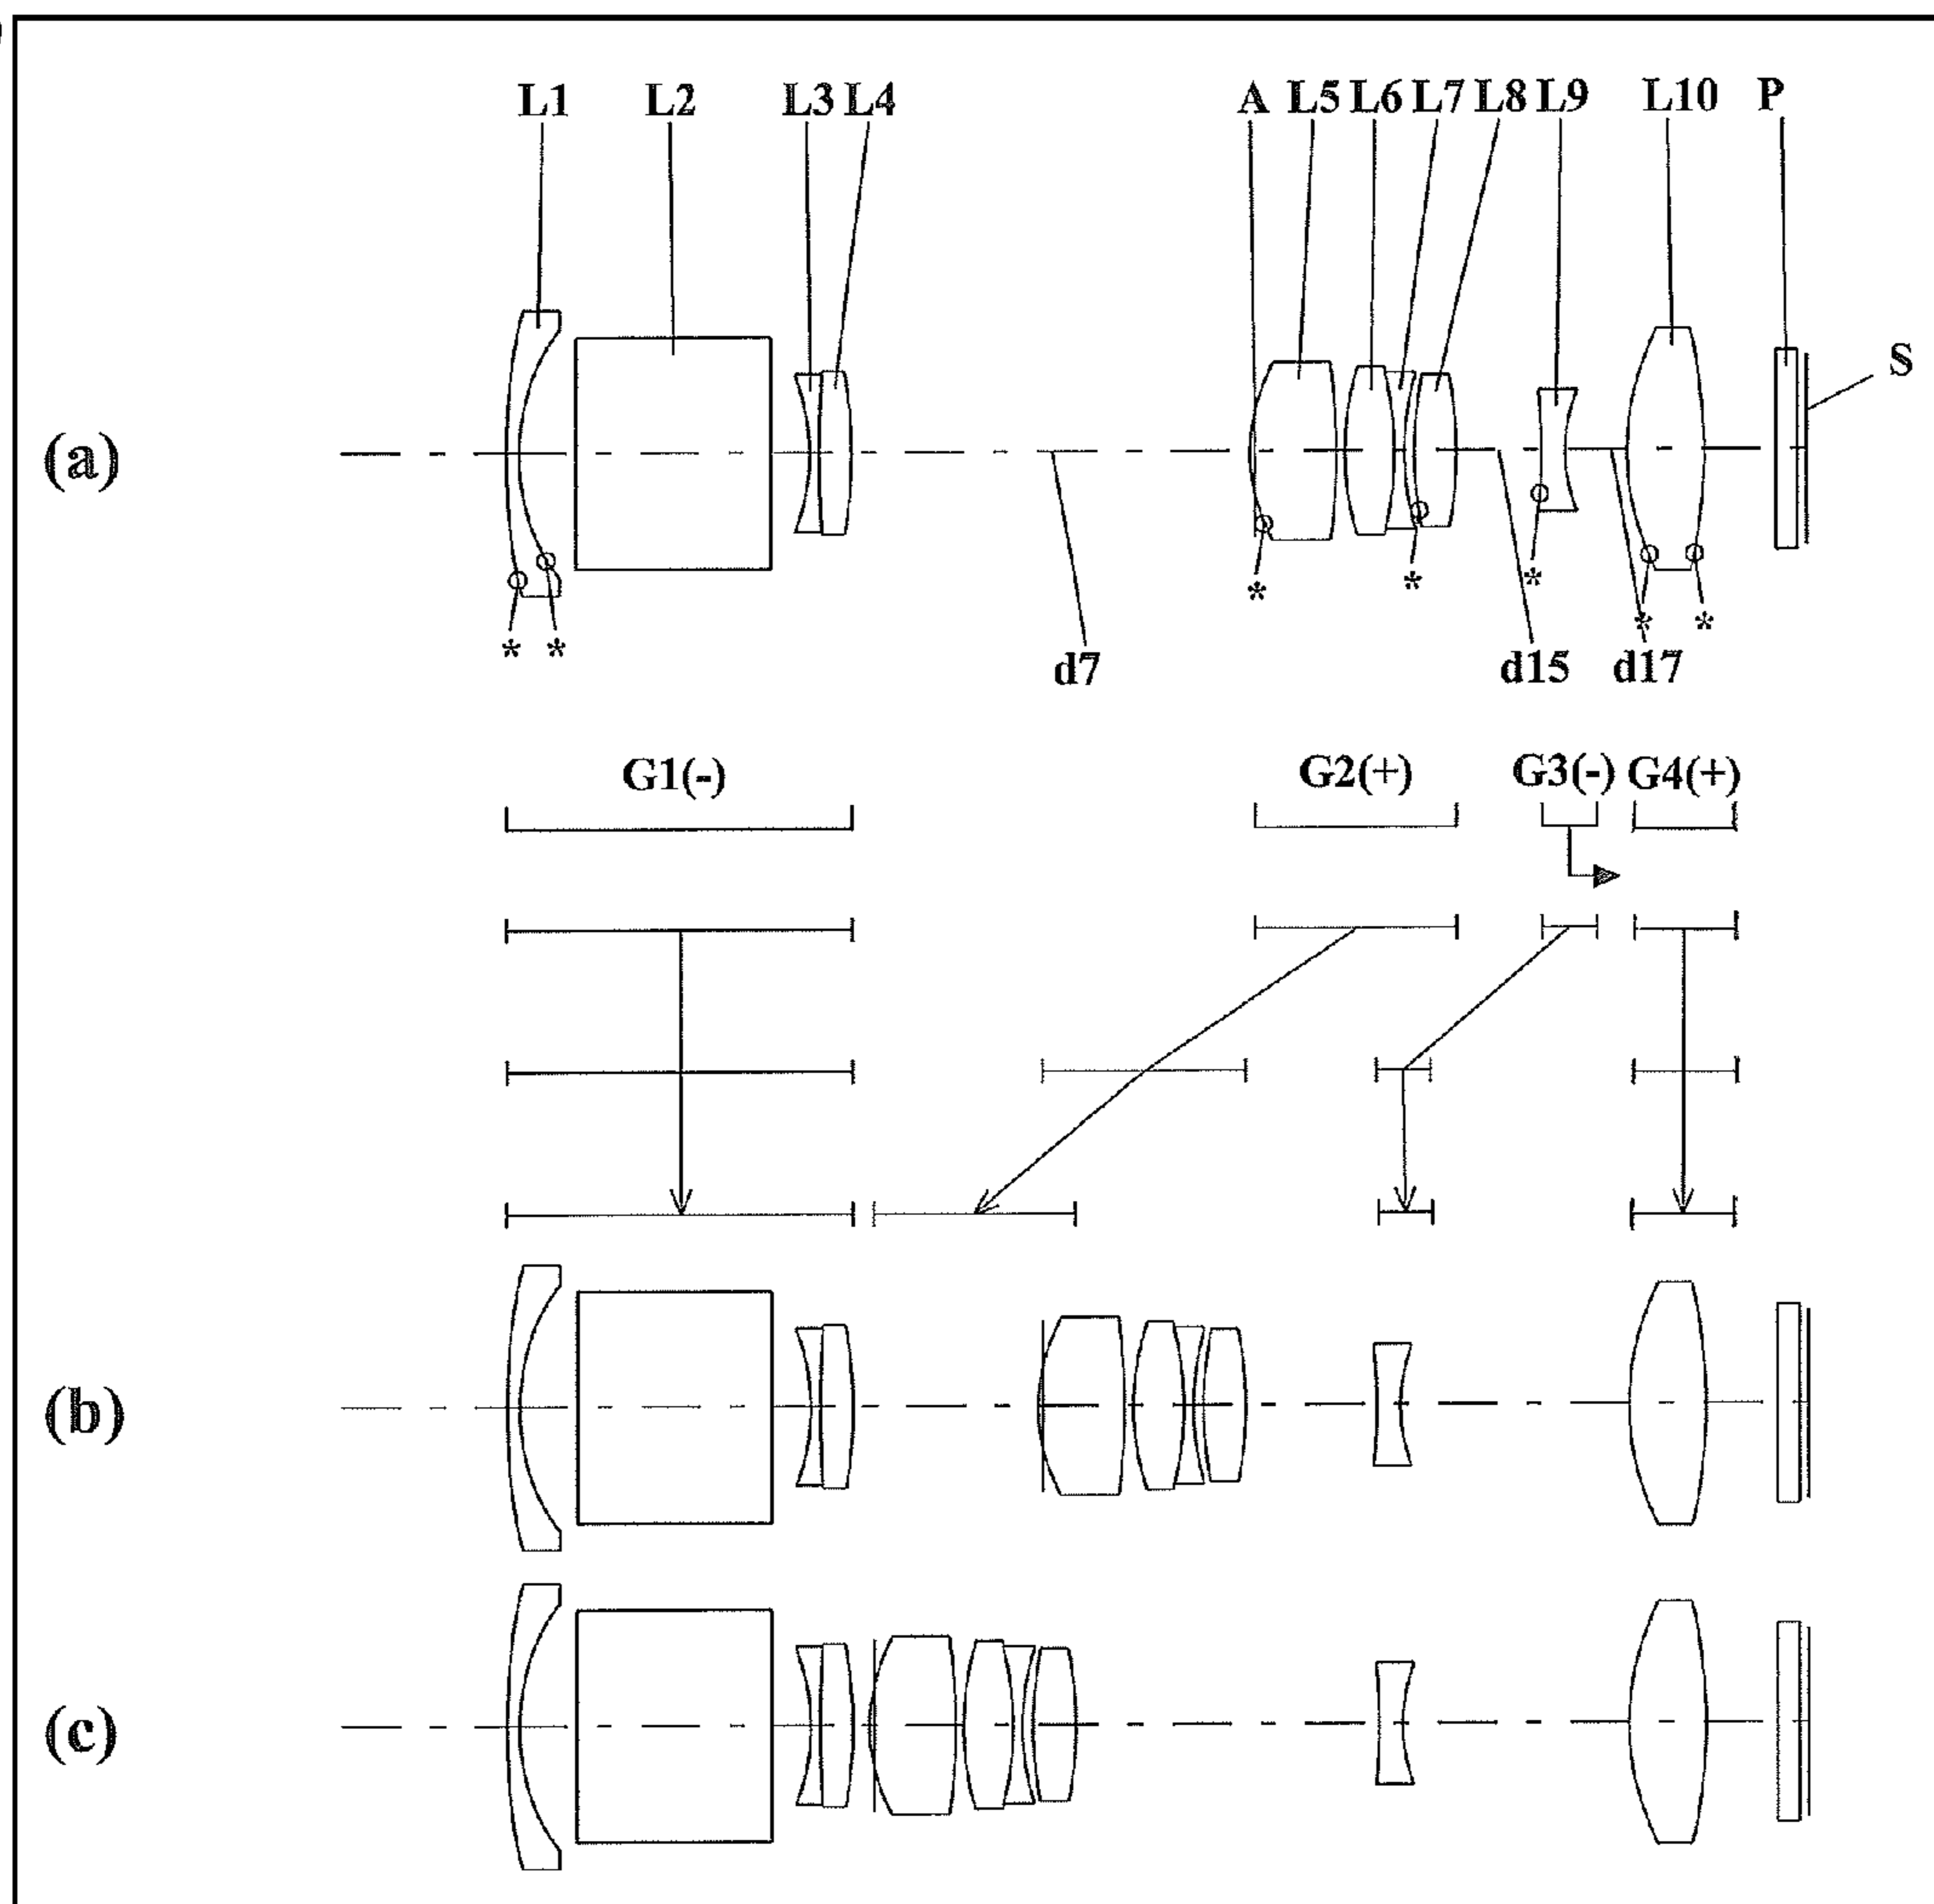 L1 L2 L3 L4 A L5 L6 L7 L8 L9 L10 P
S
(a)
* * * * * * *
d7 d15 d17
G1(-) G2(+) G3(-) G4(+)
(b)
(c)